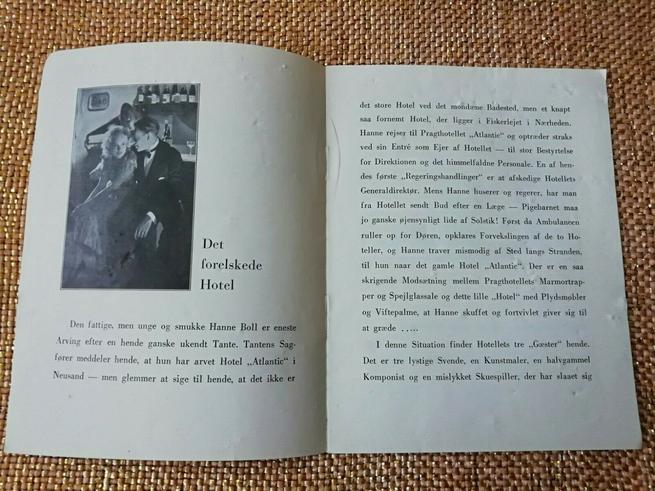 Det
forelskede
Hotel
Den fattige, men unge og smukke Hanne Boll er eneste
Arving efter en hende ganske ukendt Tante. Tantens Sag-
fører meddeler hende, at hun har arvet Hotel „Atlantic“ i
Neusand — men glemmer at sige til hende, at det ikke er
det store Hotel ved det mondæne Badested, men et knapt
saa fornemt Hotel, der ligger i Fiskerlejet i Nærheden.
Hanne rejser til Pragthotellet „Atlantic“ og optræder straks
ved sin Entré som Ejer af Hotellet — til stor Bestyrtelse
for Direktionen og det himmelfaldne Personale. En af hen-
des første „Regeringshandlinger“ er at afskedige Hotellets
Generaldirektør. Mens Hanne huserer og regerer, har man
fra Hotellet sendt Bud efter en Læge — Pigebarnet maa
jo ganske øjensynligt lide af Solstik! Først da Ambulancen
ruller op for Døren, opklares Forvekslingen af de to Ho-
teller, og Hanne traver mismodig af Sted langs Stranden,
til hun naar det gamle Hotel „Atlantic“. Der er en saa
skrigende Modsætning mellem Pragthotellets Marmortrap-
per og Spejlglassale og dette lille „Hotel“ med Plydsmøbler
og Viftepalme, at Hanne skuffet og fortvivlet giver sig til
at græde .....
I denne Situation finder Hotellets tre „Gæster“ hende.
Det er tre lystige Svende, en Kunstmaler, en halvgammel
Komponist og en mislykket Skuespiller, der har slaaet sig